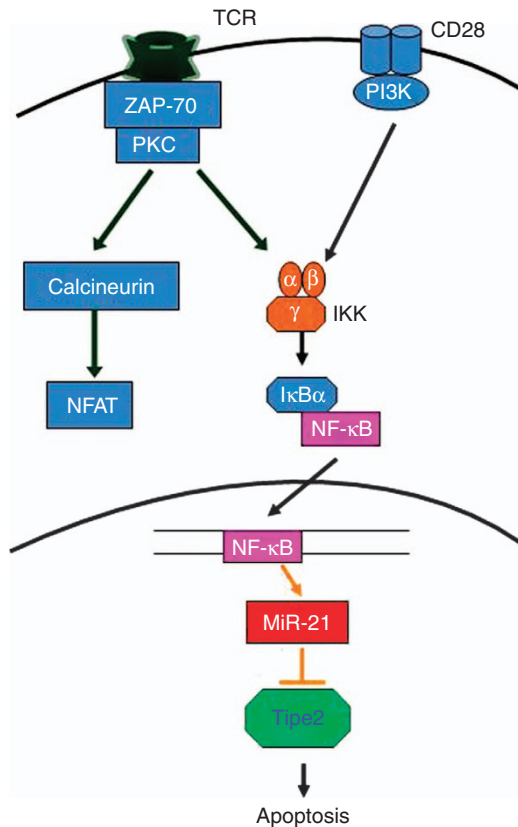 TCR
CD28
ZAP-70
PI3K
PKC
Calcineurin
α β
γ
IKK
NFAT
IκBα
NF-κB
NF-κB
MiR-21
Tipe2
Apoptosis